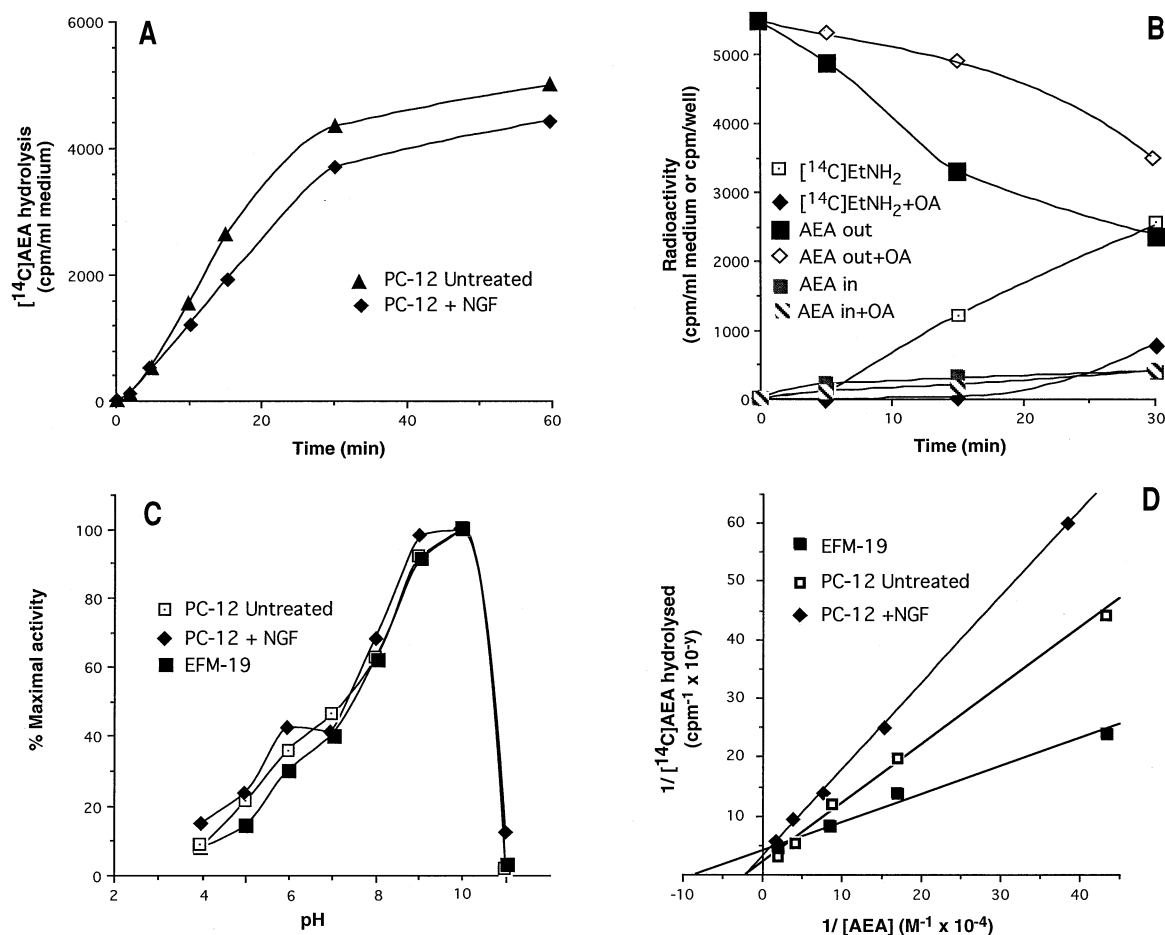 A
6000
4000
2000
0
[14C]AEA hydrolysis
(cpm/ml medium)
PC-12 Untreated
PC-12 + NGF
0
20
40
60
Time (min)
B
5000
4000
3000
2000
1000
0
Radioactivity
(cpm/ml medium or cpm/well)
[14C]EtNH2
[14C]EtNH2+OA
AEA out
AEA out+OA
AEA in
AEA in+OA
0
10
20
30
Time (min)
C
100
80
60
40
20
0
% Maximal activity
PC-12 Untreated
PC-12 + NGF
EFM-19
2
4
6
8
10
pH
D
60
50
40
30
20
10
1/ [14C]AEA hydrolysed
(cpm-1 x 10-y)
EFM-19
PC-12 Untreated
PC-12 +NGF
-10
0
10
20
30
40
1/ [AEA] (M-1 x 10-4)